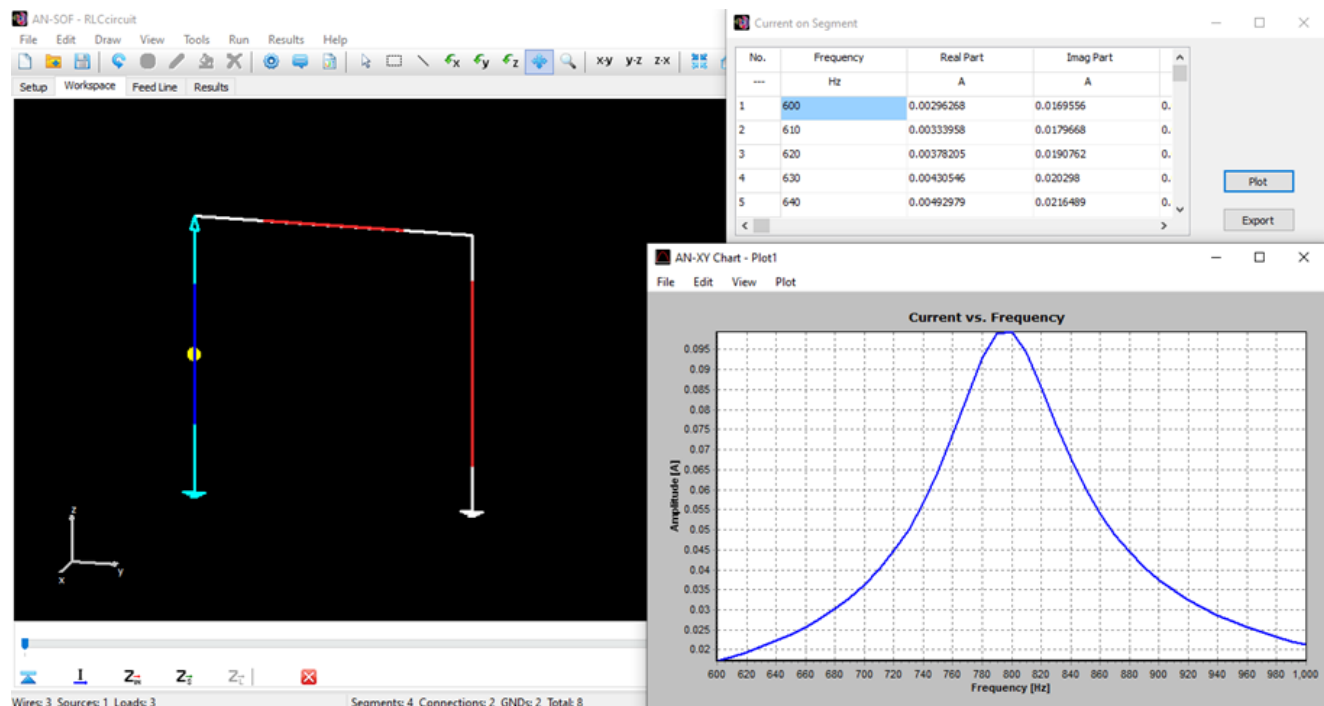 AN-SOF - RLCcircuit
File Edit Draw View Tools Run Results Help
x-y y-z z-x
Setup Workspace Feed Line Results
z
x y
I
Wires: 3 Sources: 1 Loads: 3 Segments: 4 Connections: 2 GNDs: 2 Total: 8
Current on Segment
No. Frequency Real Part Imag Part
--- Hz A A
1 600 0.00296268 0.0169556 0.
2 610 0.00333958 0.0179668 0.
3 620 0.00378205 0.0190762 0.
4 630 0.00430546 0.020298 0.
5 640 0.00492979 0.0216489 0.
Plot
Export
AN-XY Chart - Plot1
File Edit View Plot
Current vs. Frequency
Amplitude [A]
0.095
0.09
0.085
0.08
0.075
0.07
0.065
0.06
0.055
0.05
0.045
0.04
0.035
0.03
0.025
0.02
600 620 640 660 680 700 720 740 760 780 800 820 840 860 880 900 920 940 960 980 1,000
Frequency [Hz]